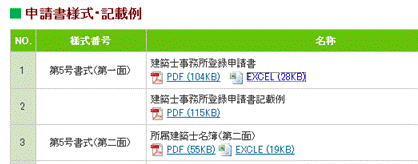 申請書様式・記載例
NO. 様式番号 名称
1 第5号書式(第一面) 建築士事務所登録申請書
PDF (104KB) EXCEL (28KB)
2 建築士事務所登録申請書記載例
PDF (115KB)
3 第5号書式(第二面) 所属建築士名簿(第二面)
PDF (55KB) EXCLE (19KB)